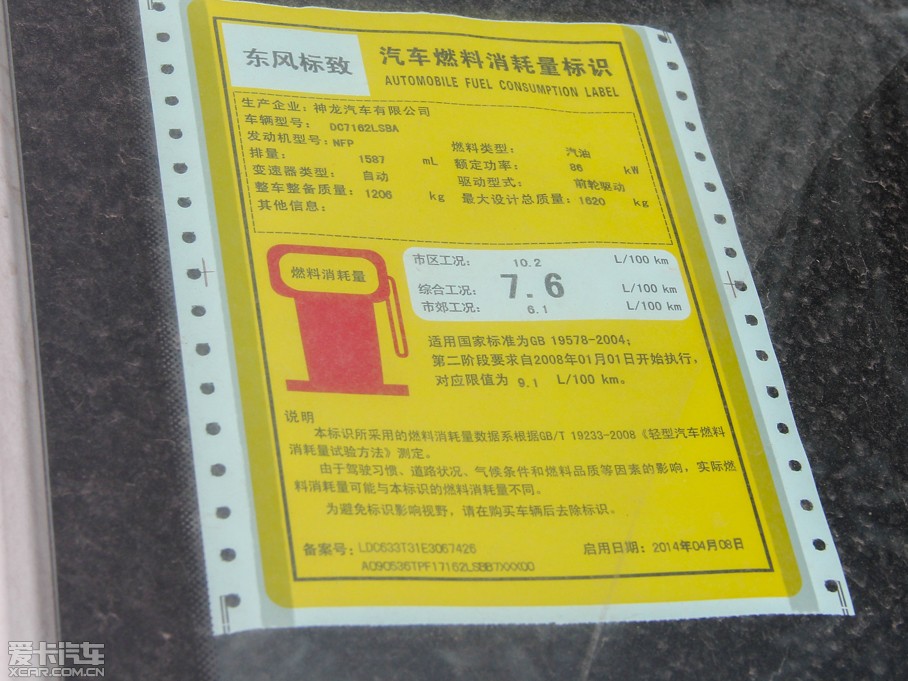 东风标致
汽车燃料消耗量标识
AUTOMOBILE FUEL CONSUMPTION LABEL
生产企业：神龙汽车有限公司
车辆型号： DC7162LSBA
发动机型号：NFP 燃料类型： 汽油
排量： 1587 mL 额定功率： 86 kW
变速器类型： 自动 驱动型式： 前轮驱动
整车整备质量： 1206 kg 最大设计总质量：1620 kg
其他信息：
燃料消耗量
市区工况： 10.2 L/100 km
综合工况： 7.6 L/100 km
市郊工况： 6.1 L/100 km
适用国家标准为GB 19578-2004；
第二阶段要求自2008年01月01日开始执行，
对应限值为 9.1 L/100 km。
说明
本标识所采用的燃料消耗量数据系根据GB/T 19233-2008《轻型汽车燃料
消耗量试验方法》测定。
由于驾驶习惯、道路状况、气候条件和燃料品质等因素的影响，实际燃
料消耗量可能与本标识的燃料消耗量不同。
为避免标识影响视野，请在购买车辆后去除标识。
备案号：LDC633T31E3067426 启用日期：2014年04月08日
A090536TPF17162LSBB7XXX00
爱卡汽车
XCAR.COM.CN